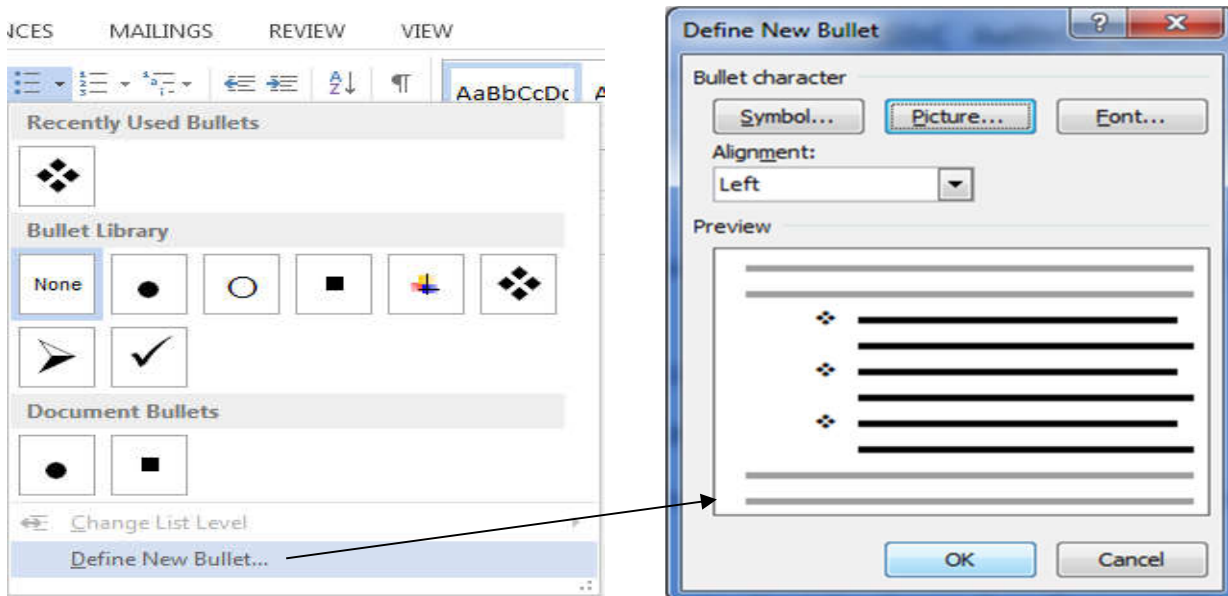 NCES MAILINGS REVIEW VIEW
AaBbCcDc A
Recently Used Bullets
Bullet Library
None
Document Bullets
Change List Level
Define New Bullet...
Define New Bullet
Bullet character
Symbol... Picture... Font...
Alignment:
Left
Preview
OK Cancel